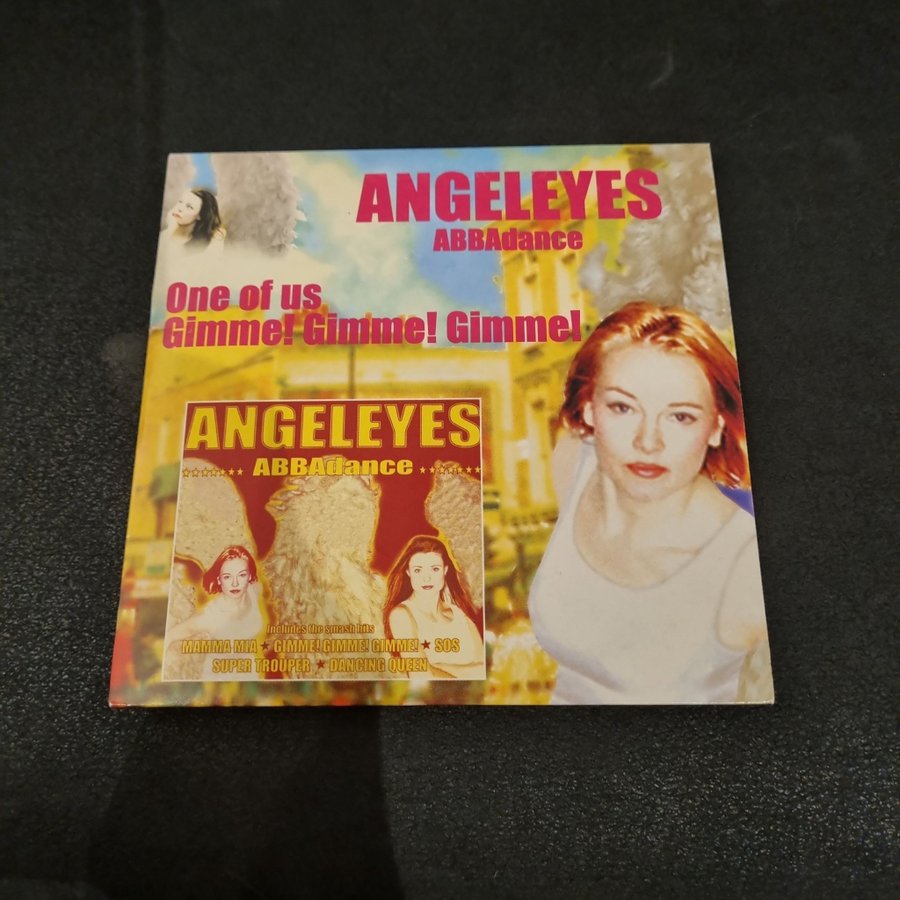 ANGELEYES
ABBAdance
One of us
Gimme! Gimme! Gimme!
ANGELEYES
ABBAdance
includes the smash hits
MAMMA MIA ★ GIMME! GIMME! GIMME! ★ SOS
SUPER TROUPER ★ DANCING QUEEN